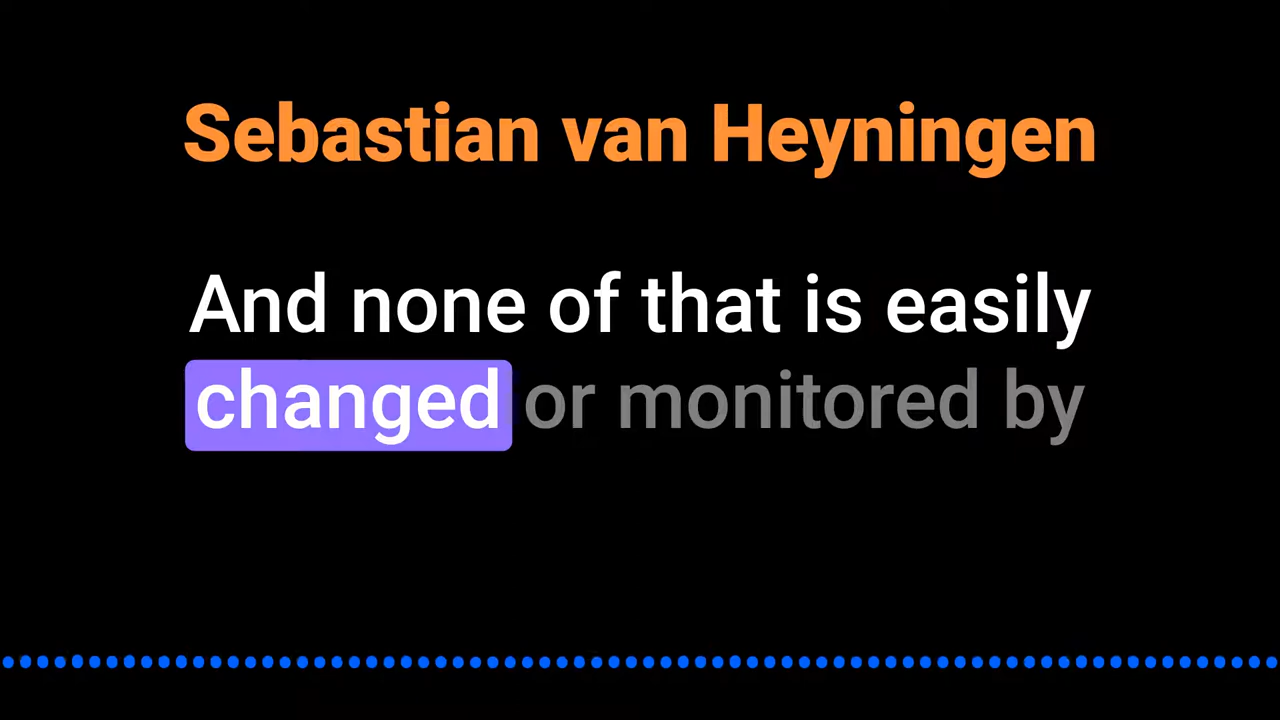 Sebastian van Heyningen
And none of that is easily
changed or monitored by